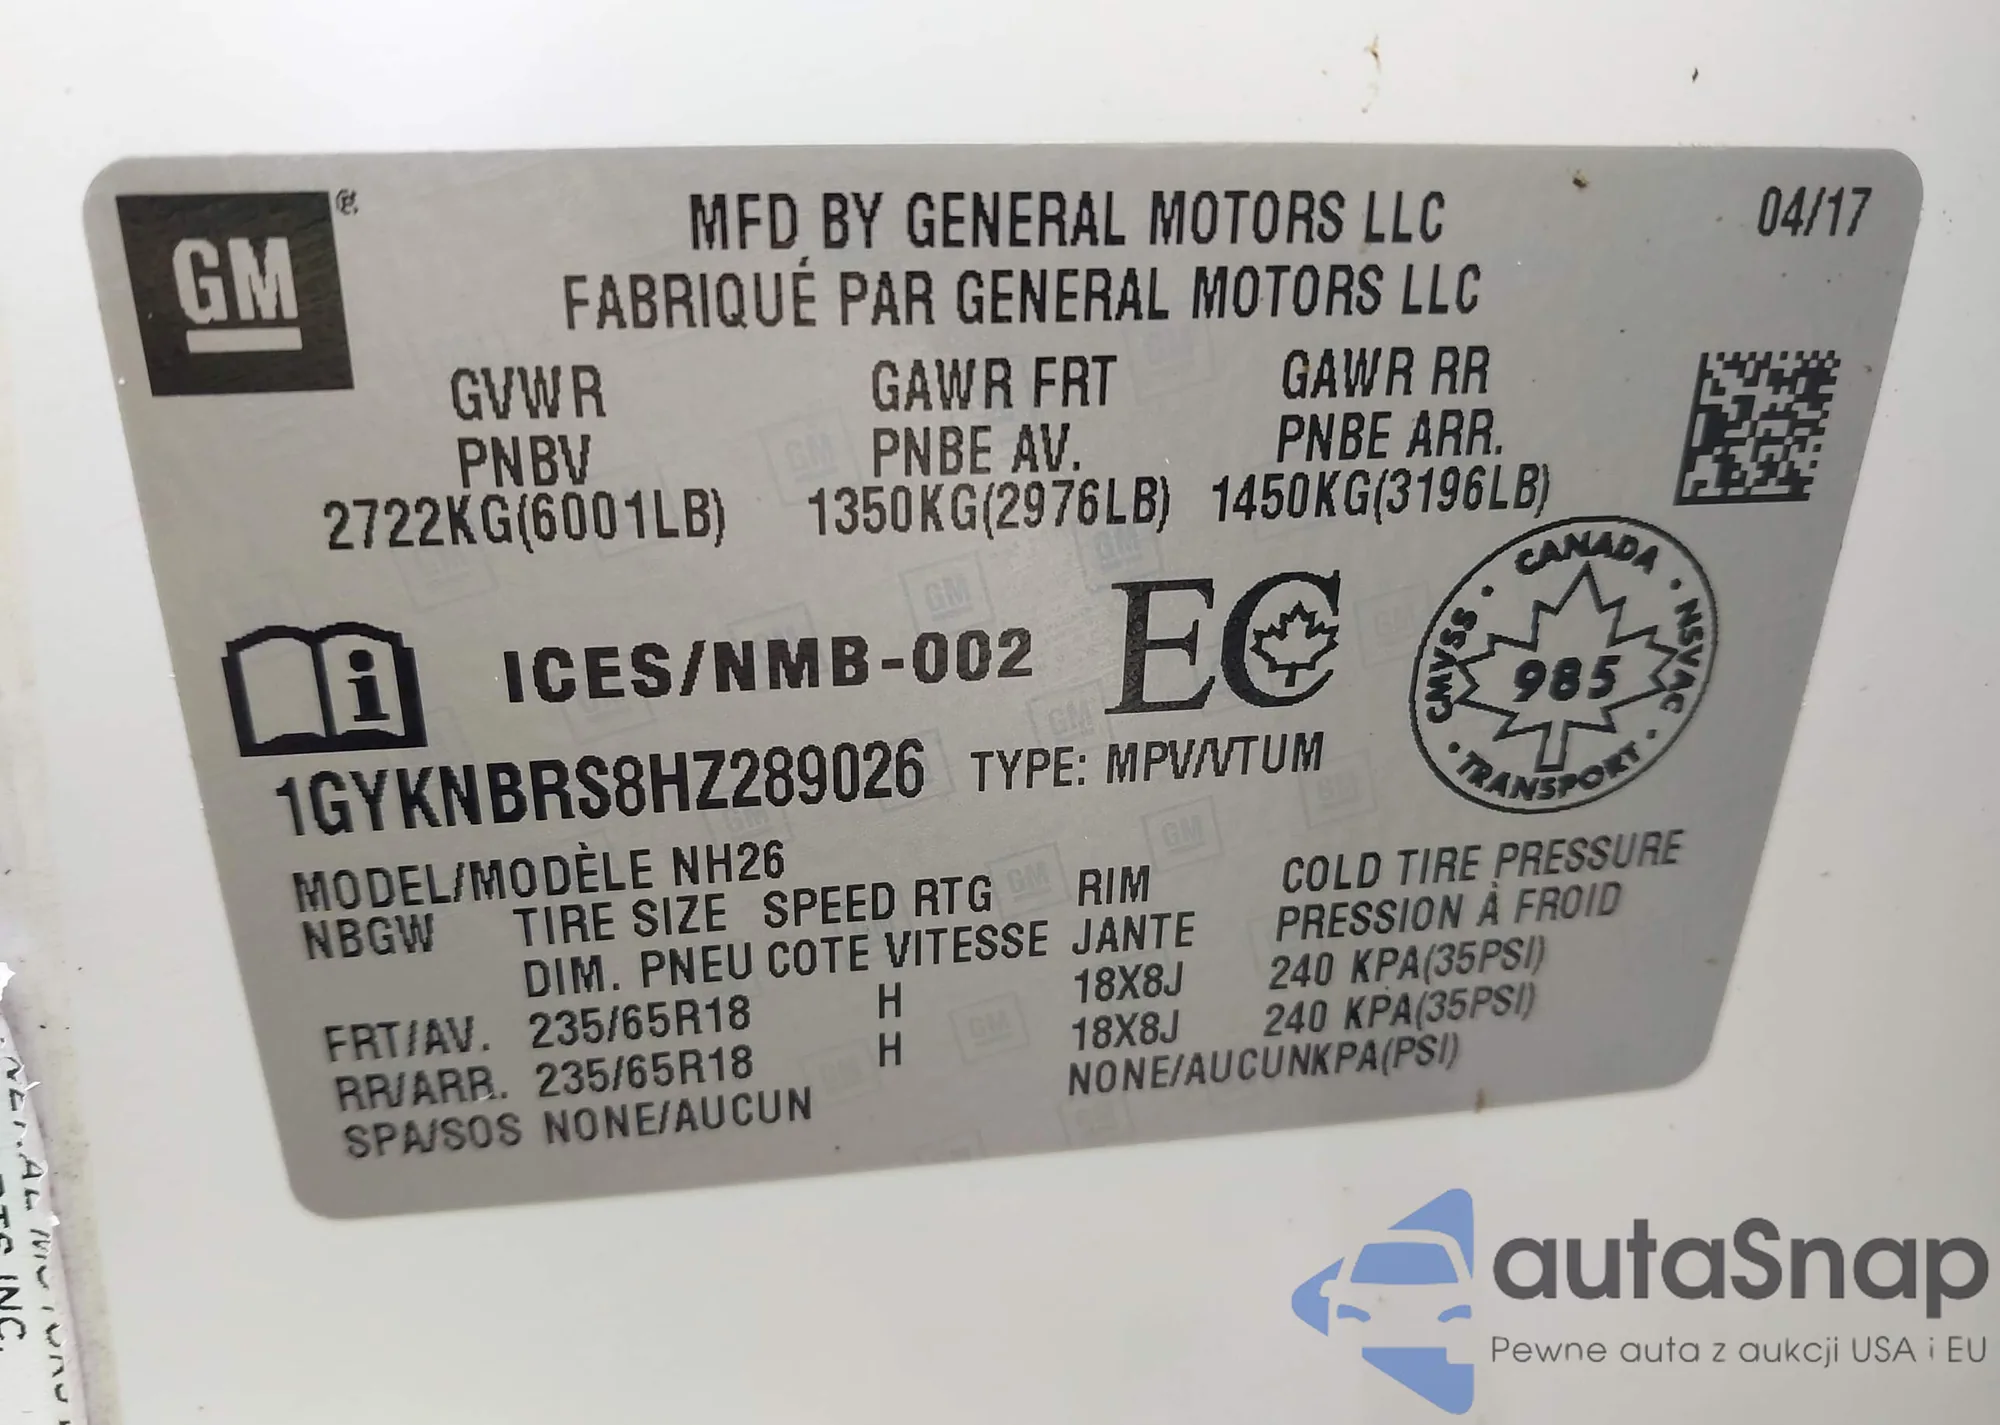 GM
MFD BY GENERAL MOTORS LLC
04/17
FABRIQUÉ PAR GENERAL MOTORS LLC
GVWR GAWR FRT GAWR RR
PNBV PNBE AV. PNBE ARR.
2722KG(6001LB) 1350KG(2976LB) 1450KG(3196LB)
ICES/NMB-002 EC
CANADA NSVAC TRANSPORT CMVSS
985
1GYKNBRS8HZ289026 TYPE: MPV/VTUM
MODEL/MODÈLE NH26
NBGW TIRE SIZE SPEED RTG RIM COLD TIRE PRESSURE
DIM. PNEU COTE VITESSE JANTE PRESSION À FROID
FRT/AV. 235/65R18 H 18X8J 240 KPA(35PSI)
RR/ARR. 235/65R18 H 18X8J 240 KPA(35PSI)
SPA/SOS NONE/AUCUN NONE/AUCUNKPA(PSI)
INC.
autaSnap
Pewne auta z aukcji USA i EU